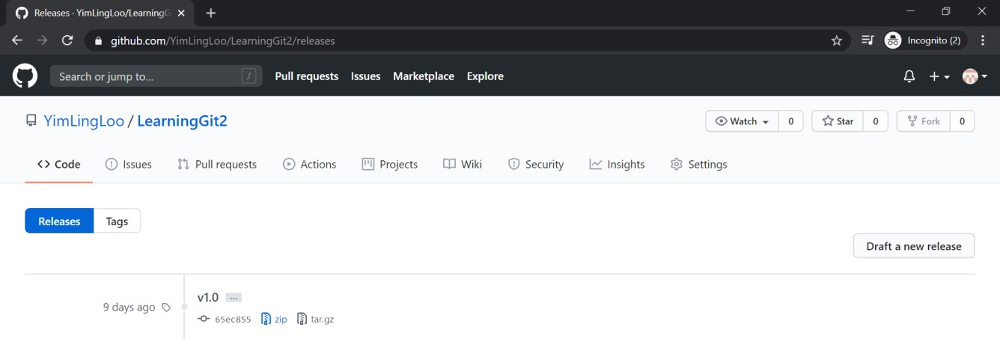 Releases · YimLingLoo/LearningG
github.com/YimLingLoo/LearningGit2/releases
Incognito (2)
Search or jump to...
/
Pull requests
Issues
Marketplace
Explore
YimLingLoo / LearningGit2
Watch 0
Star 0
Fork 0
Code
Issues
Pull requests
Actions
Projects
Wiki
Security
Insights
Settings
Releases
Tags
Draft a new release
9 days ago
v1.0 ...
65ec855 zip tar.gz